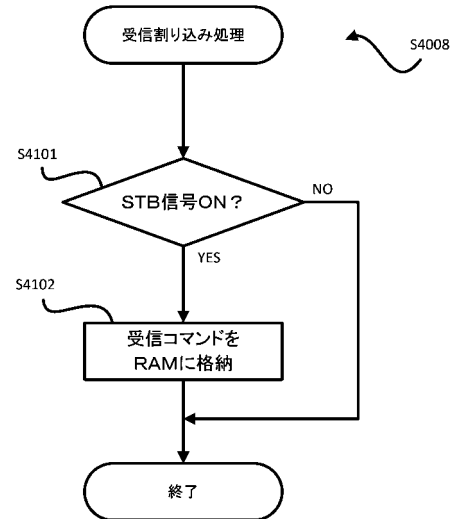 受信割り込み処理
S4008
S4101
STB信号ON？
NO
YES
S4102
受信コマンドを
RAMに格納
終了